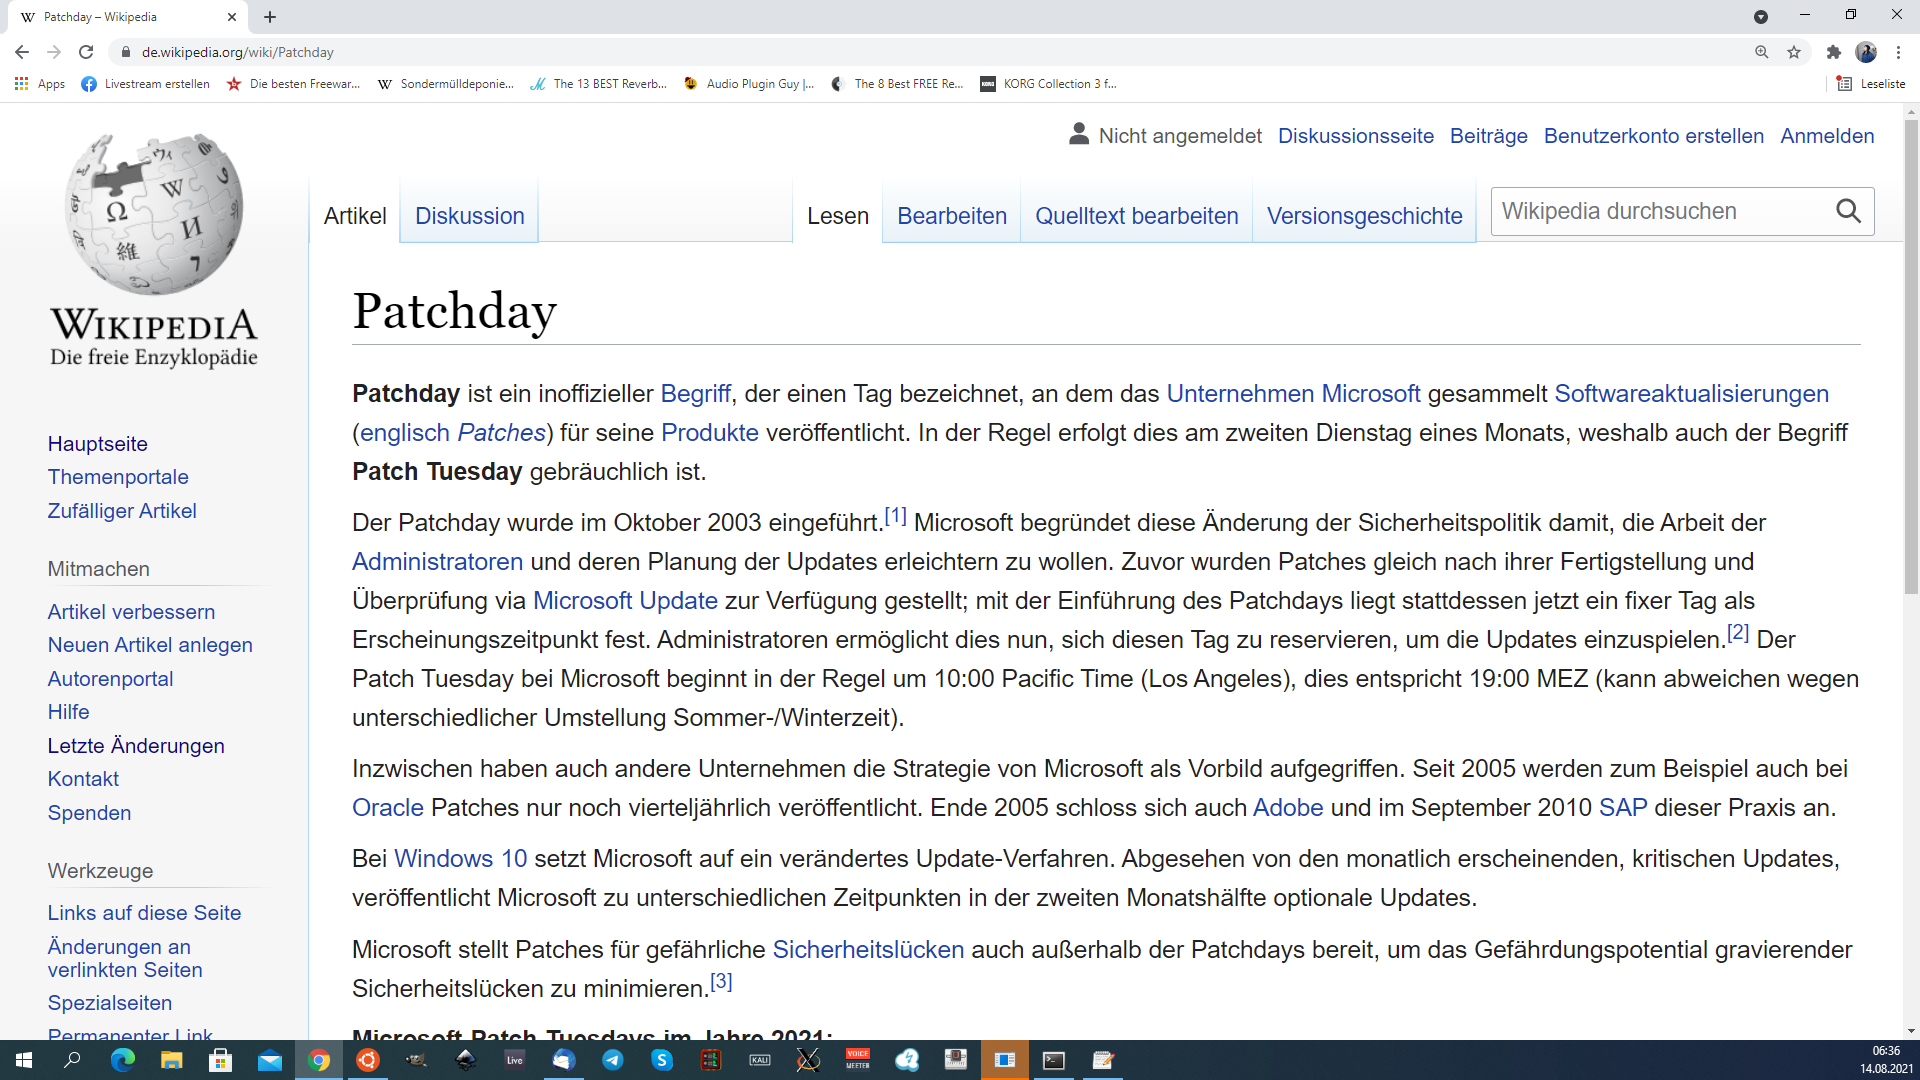 Patchday – Wikipedia
de.wikipedia.org/wiki/Patchday
Apps
Livestream erstellen
Die besten Freewar...
Sondermülldeponie...
The 13 BEST Reverb...
Audio Plugin Guy |...
The 8 Best FREE Re...
KORG Collection 3 f...
Leseliste
Nicht angemeldet Diskussionsseite Beiträge Benutzerkonto erstellen Anmelden
Artikel Diskussion Lesen Bearbeiten Quelltext bearbeiten Versionsgeschichte Wikipedia durchsuchen
WIKIPEDIA
Die freie Enzyklopädie
Hauptseite
Themenportale
Zufälliger Artikel
Mitmachen
Artikel verbessern
Neuen Artikel anlegen
Autorenportal
Hilfe
Letzte Änderungen
Kontakt
Spenden
Werkzeuge
Links auf diese Seite
Änderungen an
verlinkten Seiten
Spezialseiten
Permanenter Link
Patchday
Patchday ist ein inoffizieller Begriff, der einen Tag bezeichnet, an dem das Unternehmen Microsoft gesammelt Softwareaktualisierungen
(englisch Patches) für seine Produkte veröffentlicht. In der Regel erfolgt dies am zweiten Dienstag eines Monats, weshalb auch der Begriff
Patch Tuesday gebräuchlich ist.
Der Patchday wurde im Oktober 2003 eingeführt.[1] Microsoft begründet diese Änderung der Sicherheitspolitik damit, die Arbeit der
Administratoren und deren Planung der Updates erleichtern zu wollen. Zuvor wurden Patches gleich nach ihrer Fertigstellung und
Überprüfung via Microsoft Update zur Verfügung gestellt; mit der Einführung des Patchdays liegt stattdessen jetzt ein fixer Tag als
Erscheinungszeitpunkt fest. Administratoren ermöglicht dies nun, sich diesen Tag zu reservieren, um die Updates einzuspielen.[2] Der
Patch Tuesday bei Microsoft beginnt in der Regel um 10:00 Pacific Time (Los Angeles), dies entspricht 19:00 MEZ (kann abweichen wegen
unterschiedlicher Umstellung Sommer-/Winterzeit).
Inzwischen haben auch andere Unternehmen die Strategie von Microsoft als Vorbild aufgegriffen. Seit 2005 werden zum Beispiel auch bei
Oracle Patches nur noch vierteljährlich veröffentlicht. Ende 2005 schloss sich auch Adobe und im September 2010 SAP dieser Praxis an.
Bei Windows 10 setzt Microsoft auf ein verändertes Update-Verfahren. Abgesehen von den monatlich erscheinenden, kritischen Updates,
veröffentlicht Microsoft zu unterschiedlichen Zeitpunkten in der zweiten Monatshälfte optionale Updates.
Microsoft stellt Patches für gefährliche Sicherheitslücken auch außerhalb der Patchdays bereit, um das Gefährdungspotential gravierender
Sicherheitslücken zu minimieren.[3]
Microsoft Patch Tuesdays im Jahre 2021:
Live
KALI
VOICE
MEETER
06:36
14.08.2021